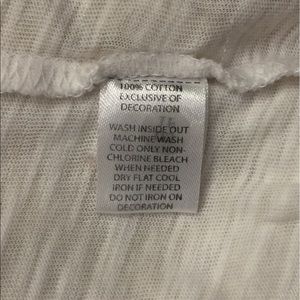 100% COTTON
EXCLUSIVE OF
DECORATION
WASH INSIDE OUT
MACHINE WASH
COLD ONLY NON-
CHLORINE BLEACH
WHEN NEEDED
DRY FLAT COOL
IRON IF NEEDED
DO NOT IRON ON
DECORATION